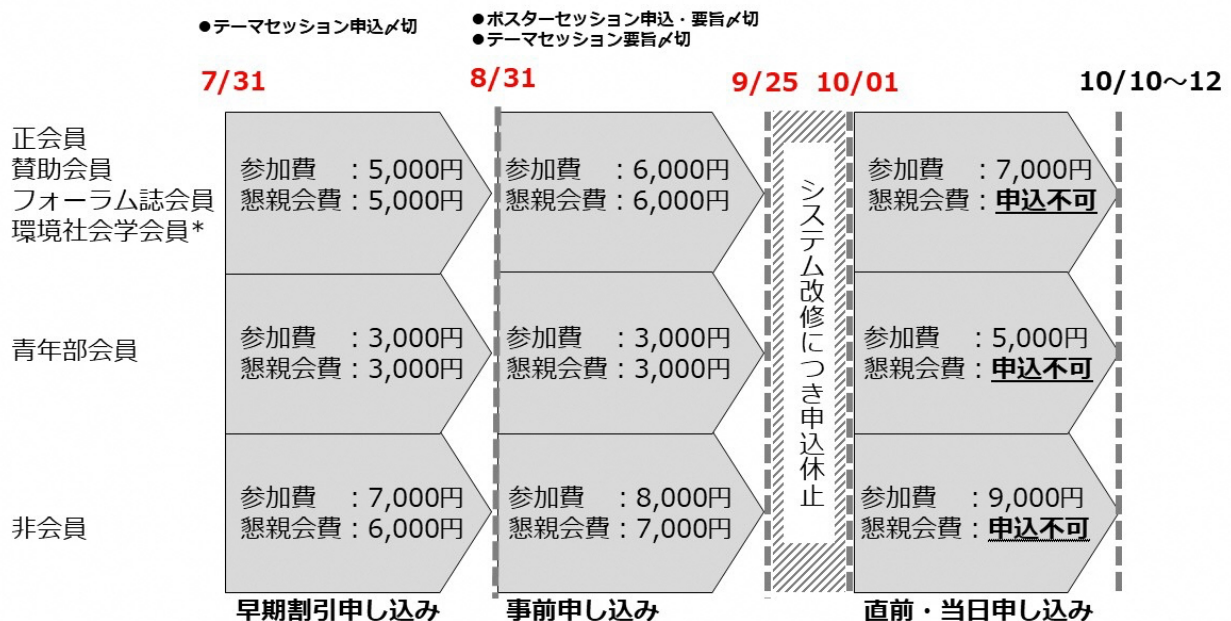 ●テーマセッション申込〆切
●ポスターセッション申込・要旨〆切
●テーマセッション要旨〆切
7/31
8/31
9/25
10/01
10/10～12
正会員
賛助会員
フォーラム誌会員
環境社会学会員*
参加費　：5,000円
懇親会費：5,000円
参加費　：6,000円
懇親会費：6,000円
システム改修につき申込休止
参加費　：7,000円
懇親会費：申込不可
青年部会員
参加費　：3,000円
懇親会費：3,000円
参加費　：3,000円
懇親会費：3,000円
参加費　：5,000円
懇親会費：申込不可
非会員
参加費　：7,000円
懇親会費：6,000円
参加費　：8,000円
懇親会費：7,000円
参加費　：9,000円
懇親会費：申込不可
早期割引申し込み
事前申し込み
直前・当日申し込み